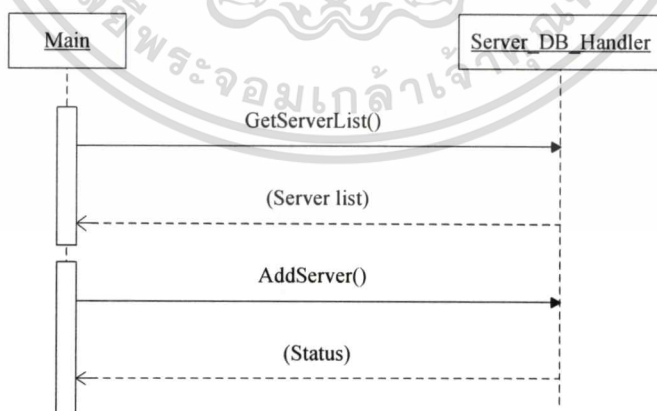 Main
Server_DB_Handler
GetServerList()
(Server list)
AddServer()
(Status)